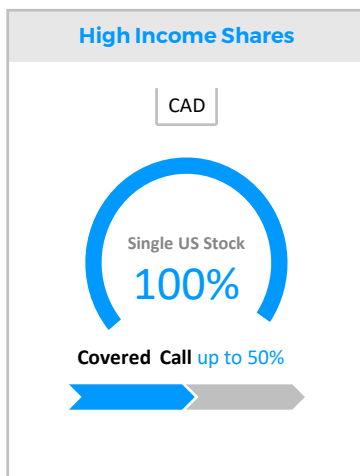 High Income Shares
CAD
Single US Stock
100%
Covered Call up to 50%